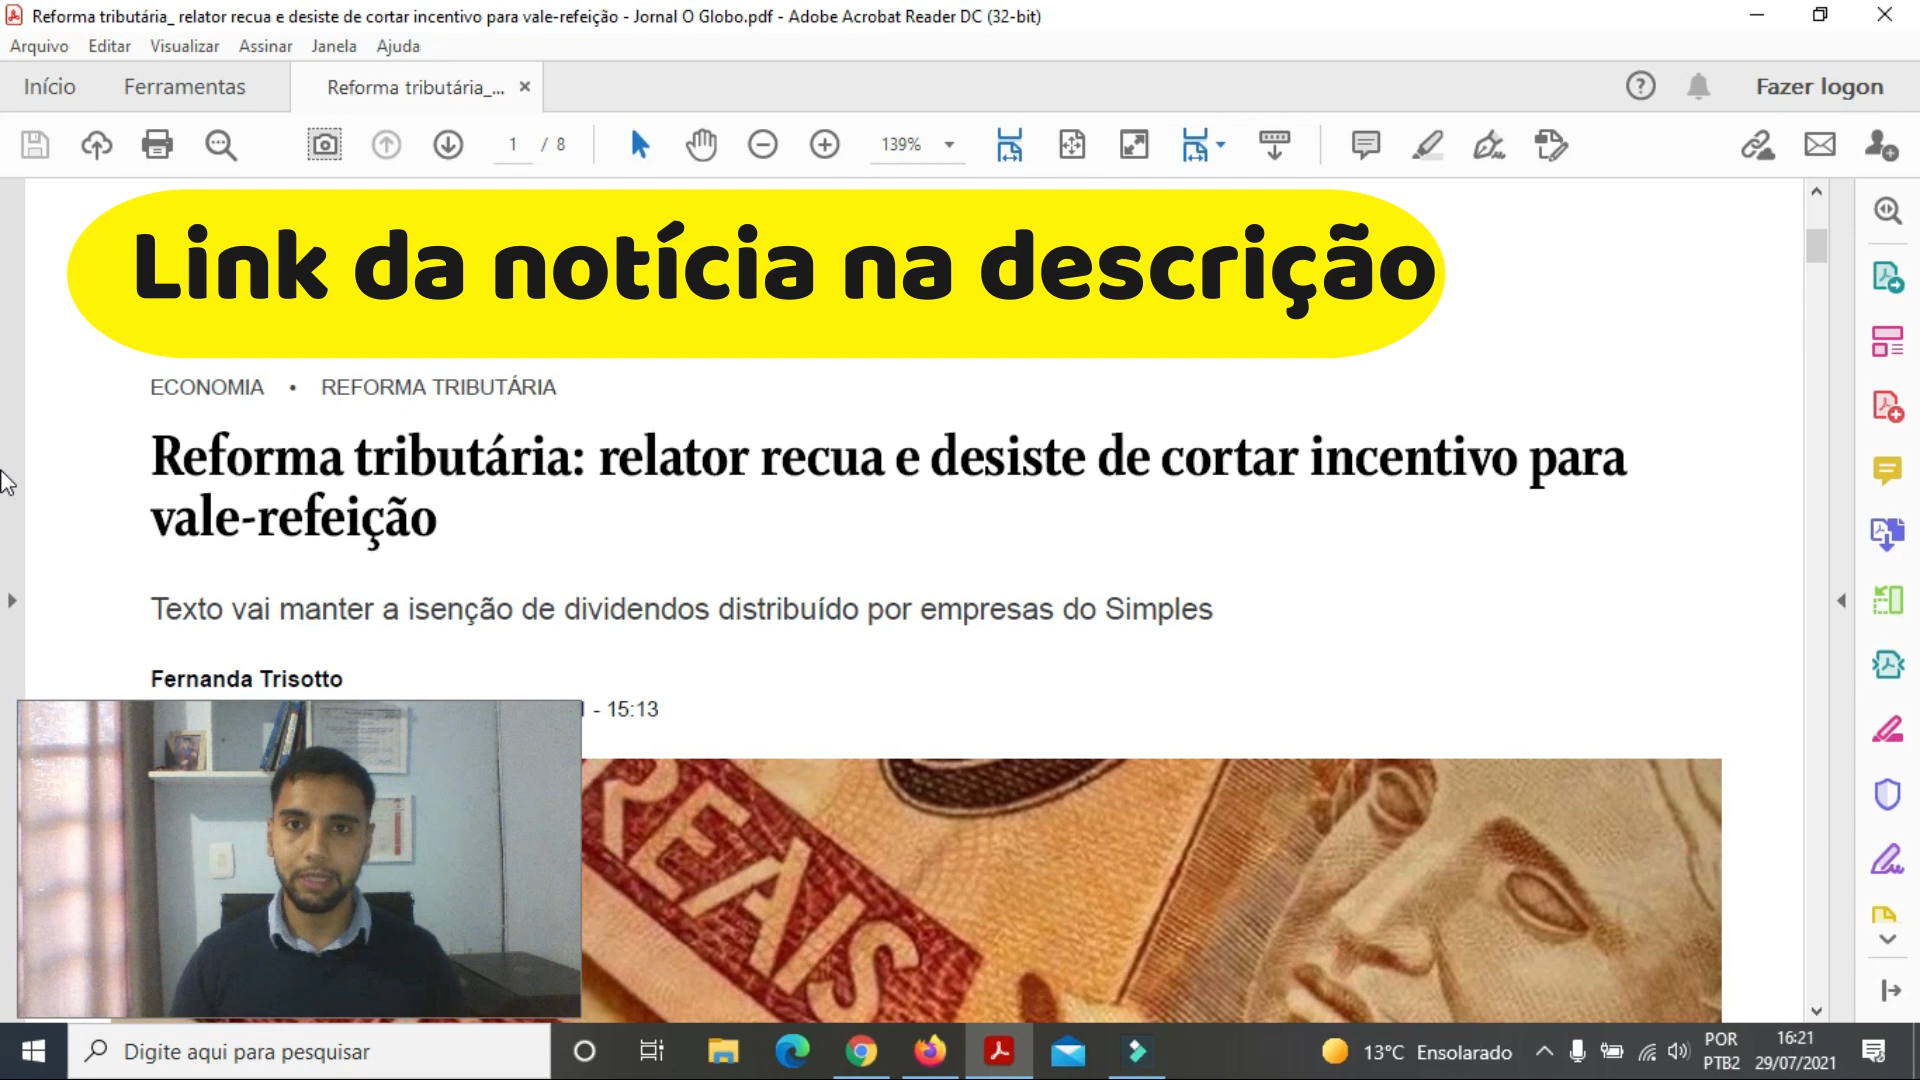 Reforma tributária_ relator recua e desiste de cortar incentivo para vale-refeição - Jornal O Globo.pdf - Adobe Acrobat Reader DC (32-bit)
Arquivo Editar Visualizar Assinar Janela Ajuda
Início Ferramentas Reforma tributária_... × Fazer logon
1 / 8 139%
Link da notícia na descrição
ECONOMIA • REFORMA TRIBUTÁRIA
Reforma tributária: relator recua e desiste de cortar incentivo para
vale-refeição
Texto vai manter a isenção de dividendos distribuído por empresas do Simples
Fernanda Trisotto
- 15:13
REAIS
Digite aqui para pesquisar
13°C Ensolarado
POR
PTB2
16:21
29/07/2021